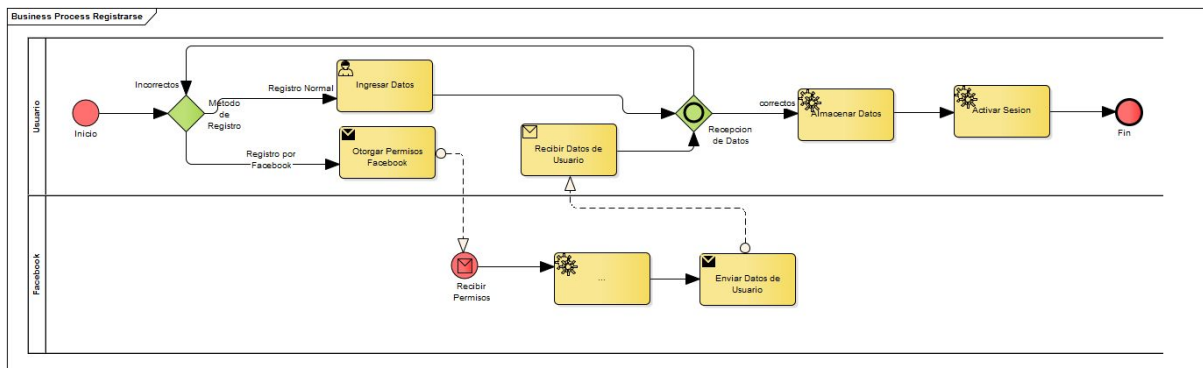 Business Process Registrarse
Usuario
Inicio
Incorrectos
Método
de
Registro
Registro Normal
Ingresar Datos
Registro por
Facebook
Otorgar Permisos
Facebook
Recibir Datos de
Usuario
Recepcion
de Datos
correctos
Almacenar Datos
Activar Sesion
Fin
Facebook
Recibir
Permisos
...
Enviar Datos de
Usuario